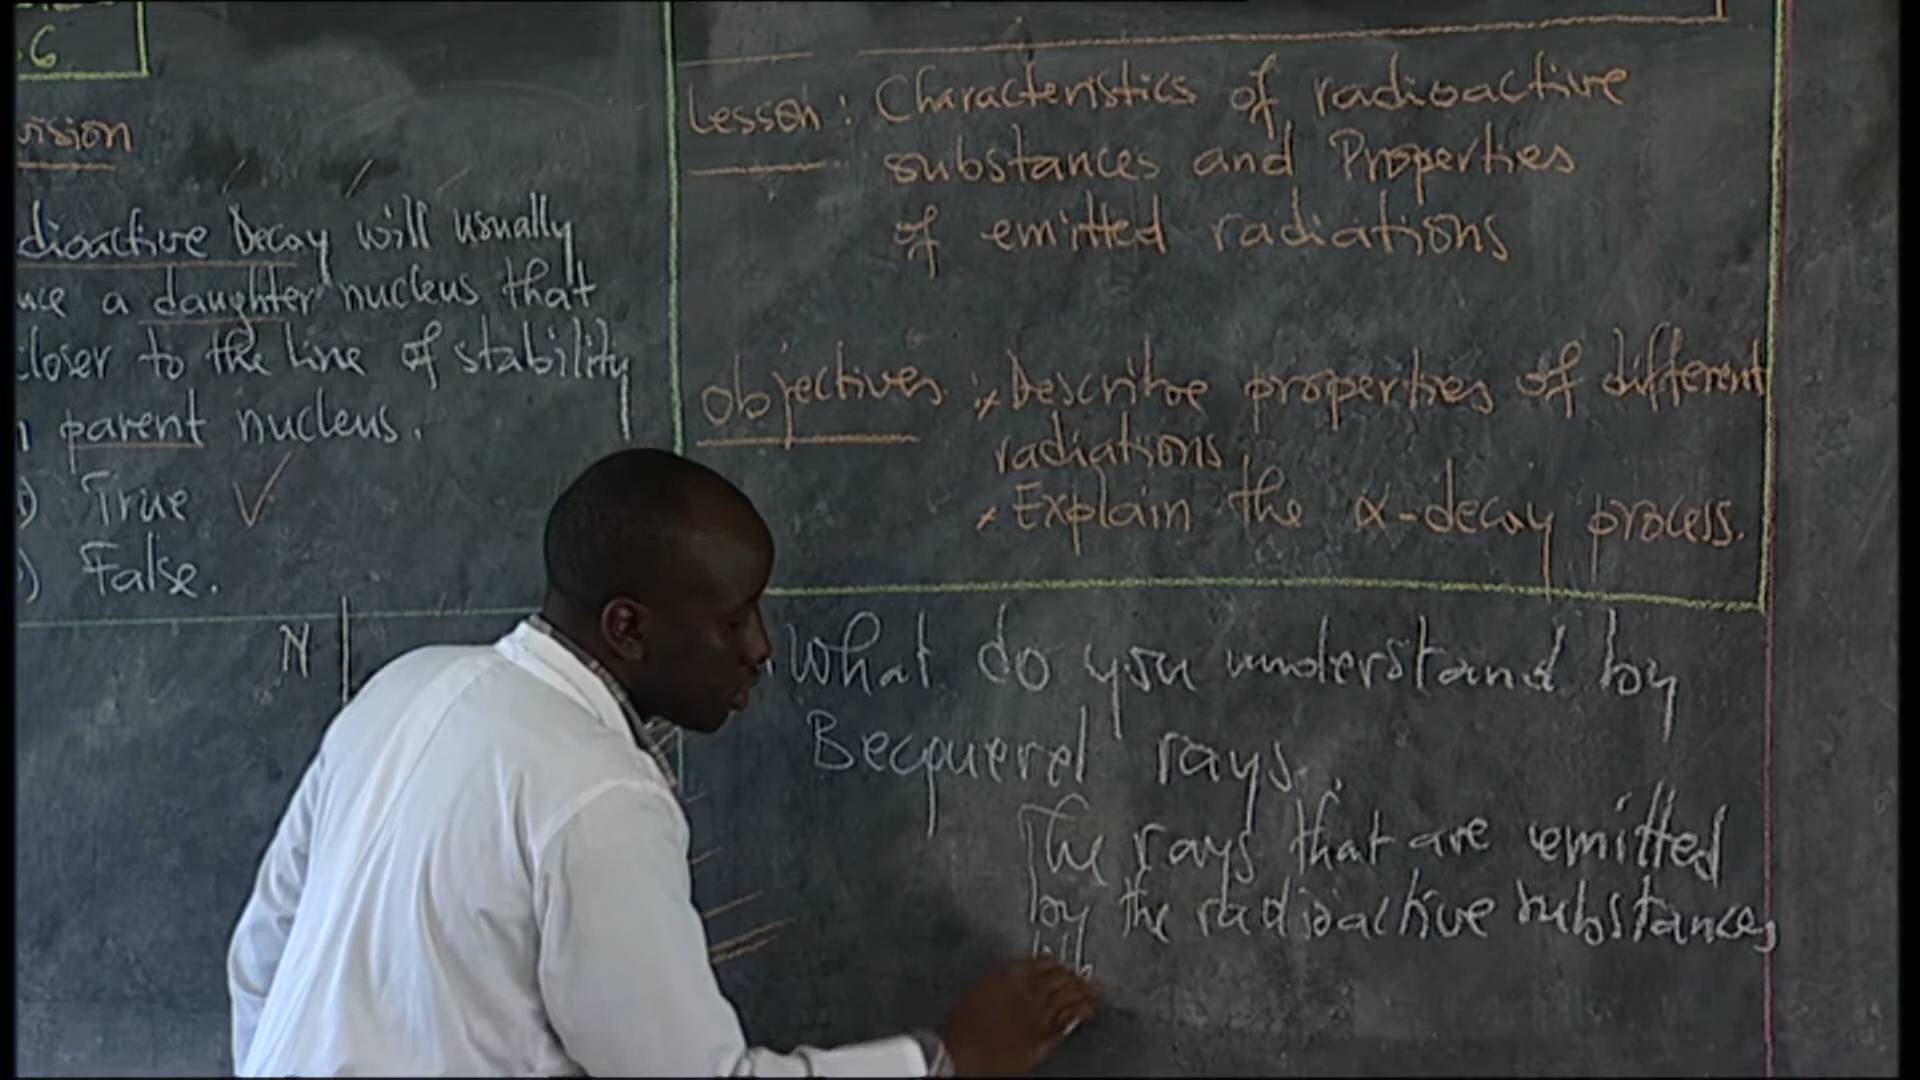 .6
vision
dioactive Decay will usually
uce a daughter nucleus that
closer to the line of stability
n parent nucleus.
) True ✓
) False.
N
Lesson: Characteristics of radioactive
substances and Properties
of emitted radiations
Objectives: * Describe properties of different
radiations
* Explain the α-decay process.
What do you understand by
Becquerel rays.
The rays that are emitted
by the radioactive substances